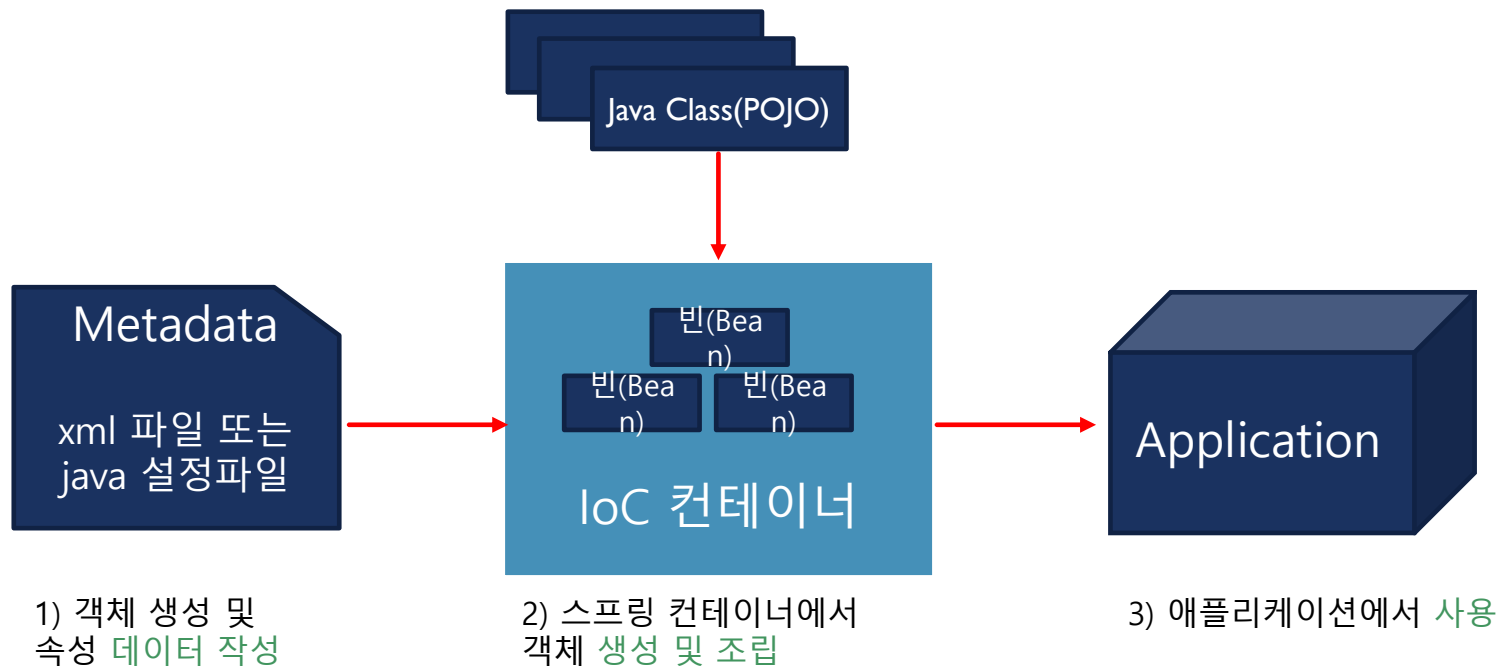 Java Class(POJO)
Metadata
xml 파일 또는
java 설정파일
빈(Bea
n)
빈(Bea
n)
빈(Bea
n)
IoC 컨테이너
Application
1) 객체 생성 및
속성 데이터 작성
2) 스프링 컨테이너에서
객체 생성 및 조립
3) 애플리케이션에서 사용